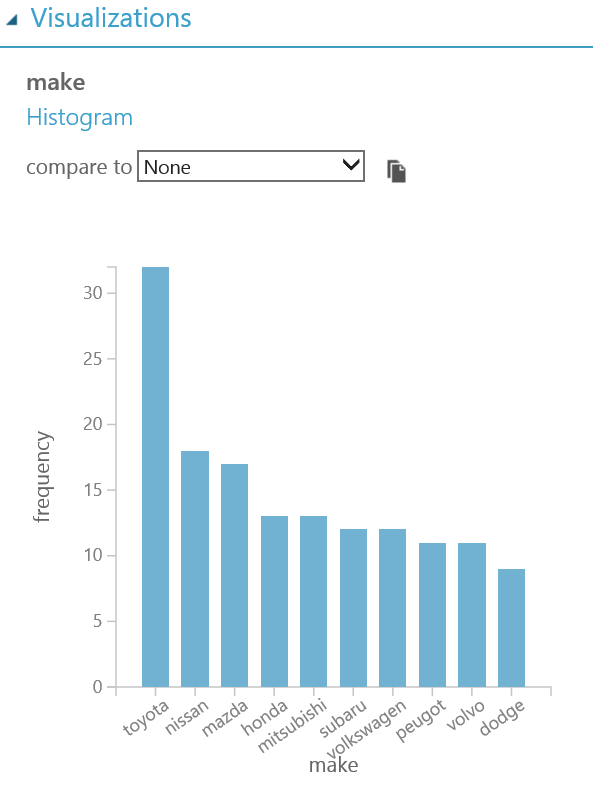 Visualizations
make
Histogram
compare to None
30
25
20
15
10
5
0
frequency
toyota
nissan
mazda
honda
mitsubishi
subaru
volkswagen
peugot
volvo
dodge
make